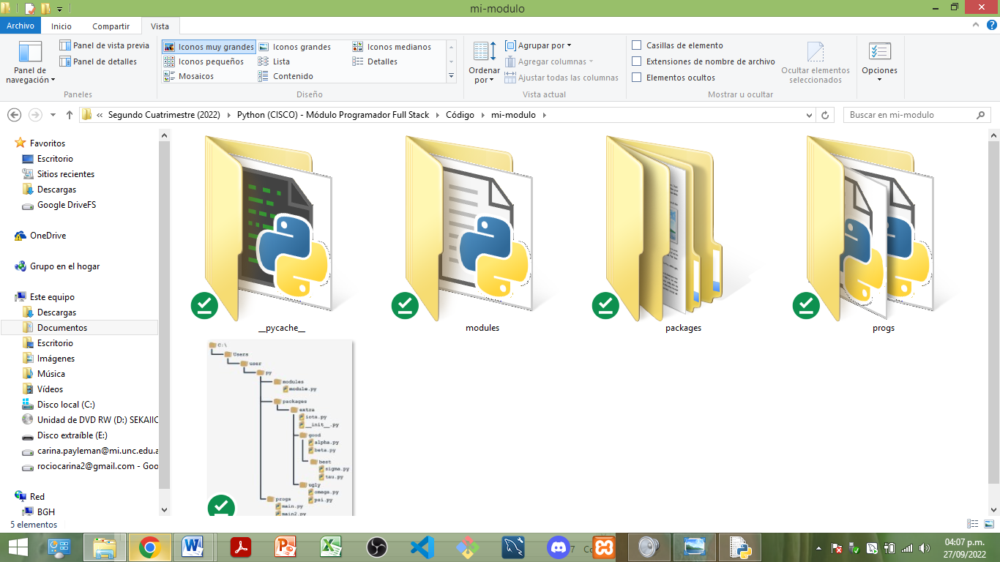 mi-modulo
Archivo Inicio Compartir Vista
Panel de navegación
Panel de vista previa
Panel de detalles
Paneles
Iconos muy grandes Iconos grandes Iconos medianos
Iconos pequeños Lista Detalles
Mosaicos Contenido
Diseño
Ordenar por
Agrupar por
Agregar columnas
Ajustar todas las columnas
Vista actual
Casillas de elemento
Extensiones de nombre de archivo
Elementos ocultos
Ocultar elementos seleccionados
Mostrar u ocultar
Opciones
« Segundo Cuatrimestre (2022) Python (CISCO) - Módulo Programador Full Stack Código mi-modulo
Buscar en mi-modulo
Favoritos
Escritorio
Sitios recientes
Descargas
Google DriveFS
OneDrive
Grupo en el hogar
Este equipo
Descargas
Documentos
Escritorio
Imágenes
Música
Vídeos
Disco local (C:)
Unidad de DVD RW (D:) SEKAIIC
Disco extraíble (E:)
carina.payleman@mi.unc.edu.a
rociocarina2@gmail.com - Goo
Red
BGH
__pycache__ modules packages progs
C:\
Users
user
py
modules
module.py
packages
extra
iota.py
__init__.py
good
alpha.py
beta.py
best
sigma.py
tau.py
ugly
omega.py
psi.py
progs
main.py
main2.py
5 elementos
04:07 p.m.
27/09/2022